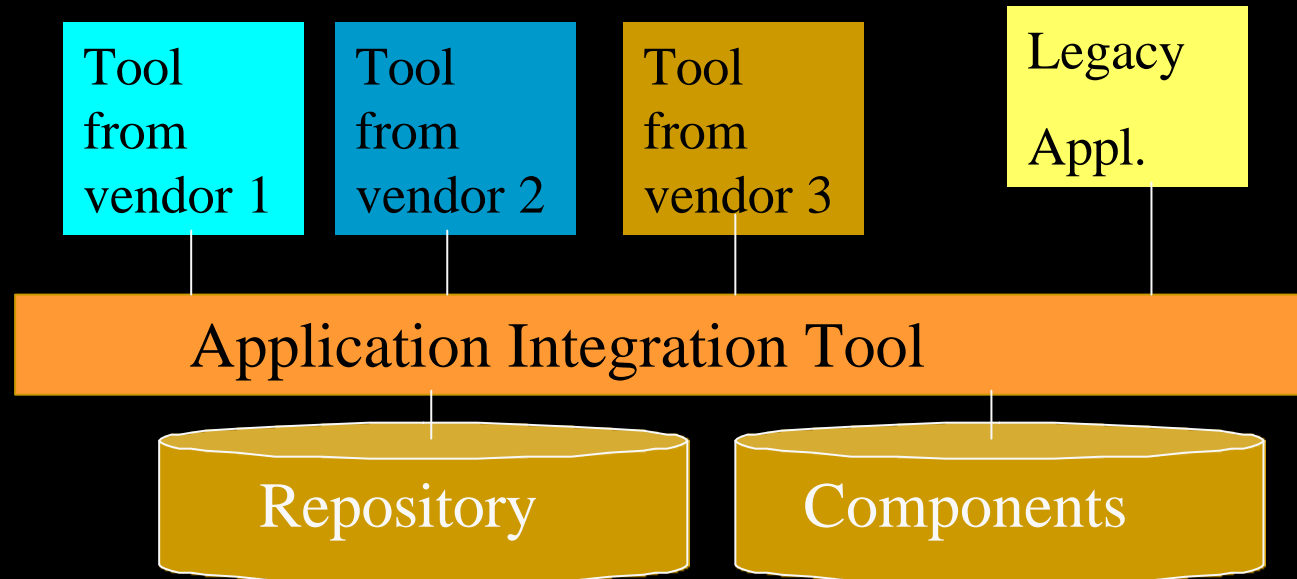 Tool
from
vendor 1
Tool
from
vendor 2
Tool
from
vendor 3
Legacy
Appl.
Application Integration Tool
Repository
Components